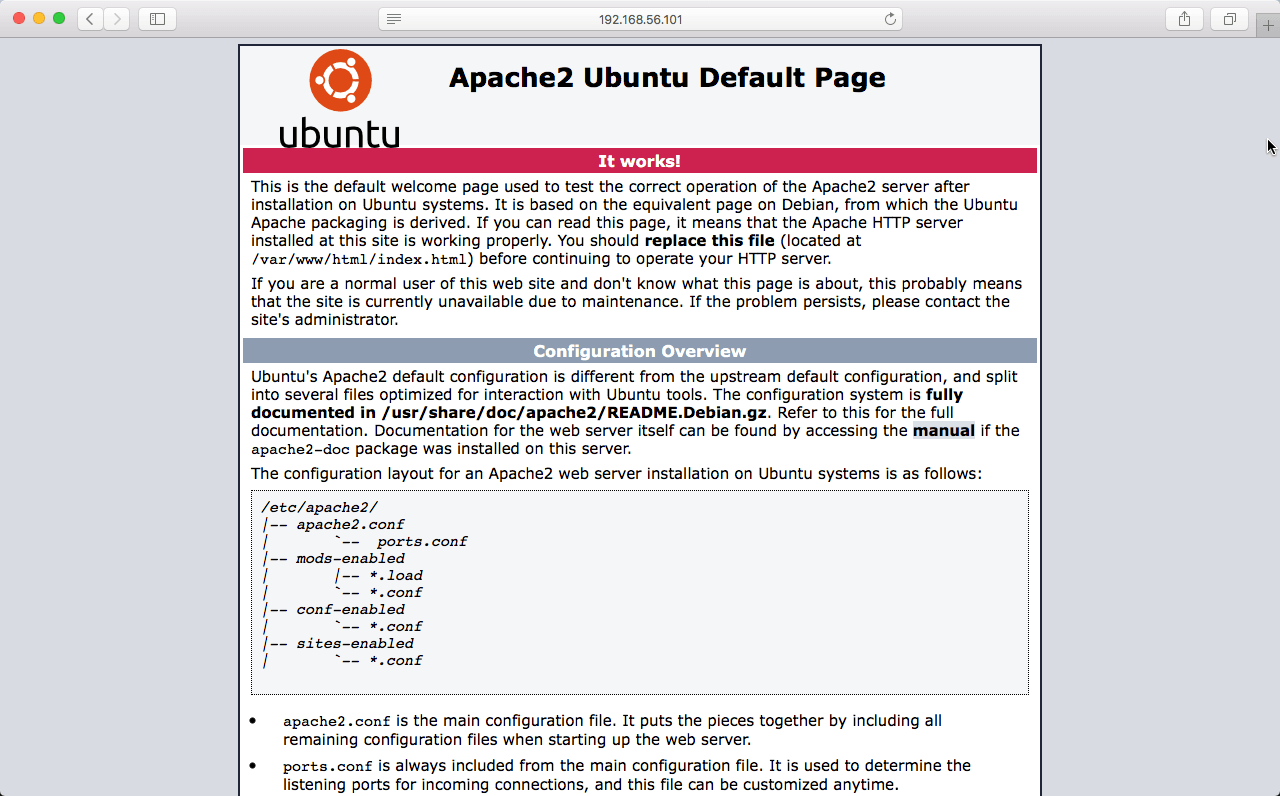 192.168.56.101
ubuntu
Apache2 Ubuntu Default Page
It works!
This is the default welcome page used to test the correct operation of the Apache2 server after
installation on Ubuntu systems. It is based on the equivalent page on Debian, from which the Ubuntu
Apache packaging is derived. If you can read this page, it means that the Apache HTTP server
installed at this site is working properly. You should replace this file (located at
/var/www/html/index.html) before continuing to operate your HTTP server.
If you are a normal user of this web site and don't know what this page is about, this probably means
that the site is currently unavailable due to maintenance. If the problem persists, please contact the
site's administrator.
Configuration Overview
Ubuntu's Apache2 default configuration is different from the upstream default configuration, and split
into several files optimized for interaction with Ubuntu tools. The configuration system is fully
documented in /usr/share/doc/apache2/README.Debian.gz. Refer to this for the full
documentation. Documentation for the web server itself can be found by accessing the manual if the
apache2-doc package was installed on this server.
The configuration layout for an Apache2 web server installation on Ubuntu systems is as follows:
/etc/apache2/
|-- apache2.conf
|       `--  ports.conf
|-- mods-enabled
|       |-- *.load
|       `-- *.conf
|-- conf-enabled
|       `-- *.conf
|-- sites-enabled
|       `-- *.conf
• apache2.conf is the main configuration file. It puts the pieces together by including all
remaining configuration files when starting up the web server.
• ports.conf is always included from the main configuration file. It is used to determine the
listening ports for incoming connections, and this file can be customized anytime.